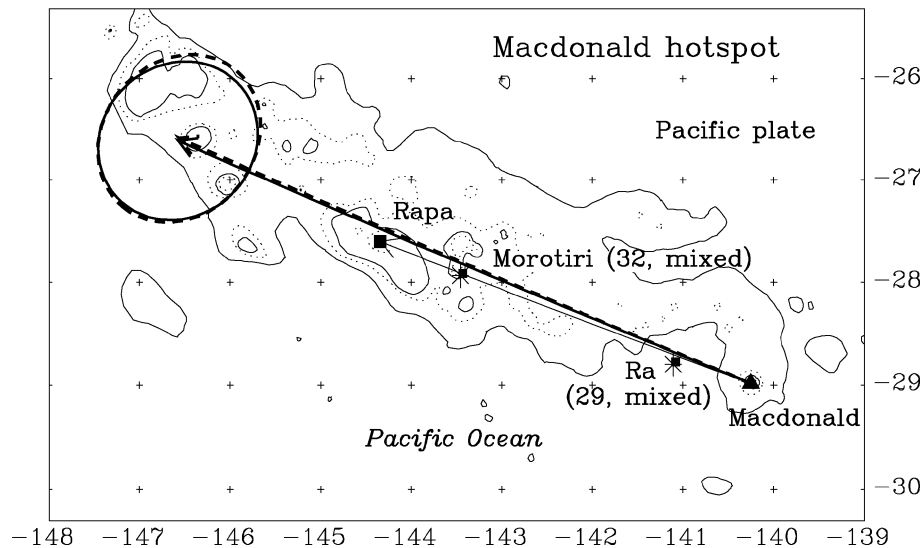 Macdonald hotspot
−26
Pacific plate
−27
Rapa
Morotiri (32, mixed)
−28
Ra
(29, mixed)
−29
Macdonald
Pacific Ocean
−30
−148 −147 −146 −145 −144 −143 −142 −141 −140 −139